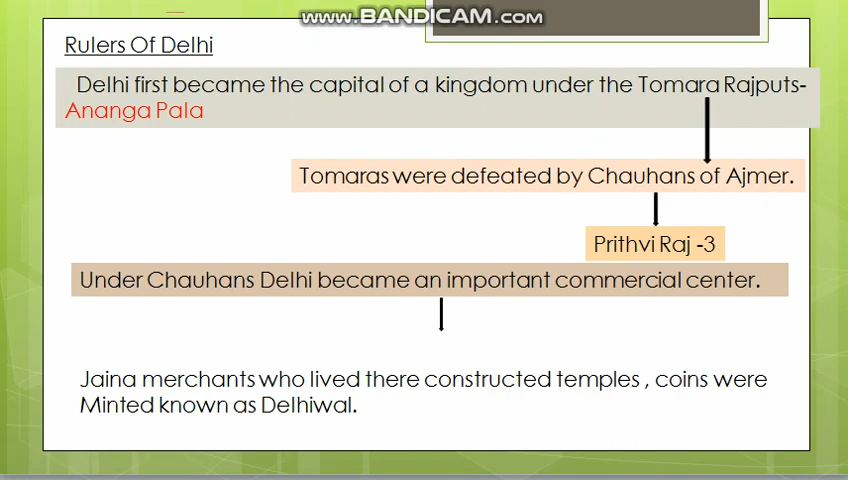 www.BANDICAM.com
Rulers Of Delhi
Delhi first became the capital of a kingdom under the Tomara Rajputs-
Ananga Pala
Tomaras were defeated by Chauhans of Ajmer.
Prithvi Raj -3
Under Chauhans Delhi became an important commercial center.
Jaina merchants who lived there constructed temples , coins were
Minted known as Delhiwal.